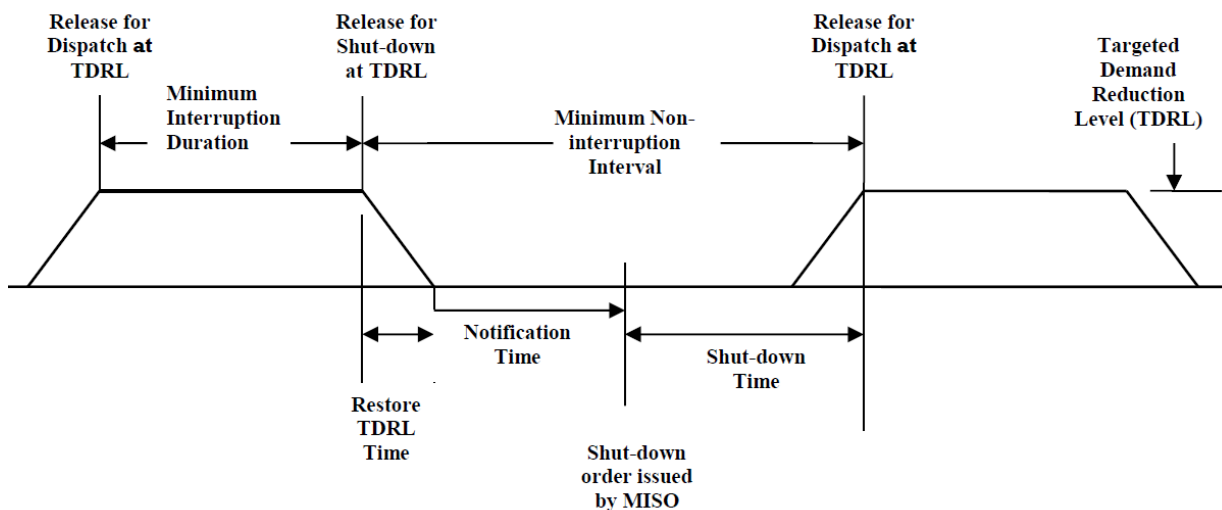 Release for
Dispatch at
TDRL
Release for
Shut-down
at TDRL
Release for
Dispatch at
TDRL
Targeted
Demand
Reduction
Level (TDRL)
Minimum
Interruption
Duration
Minimum Non-
interruption
Interval
Notification
Time
Shut-down
Time
Restore
TDRL
Time
Shut-down
order issued
by MISO